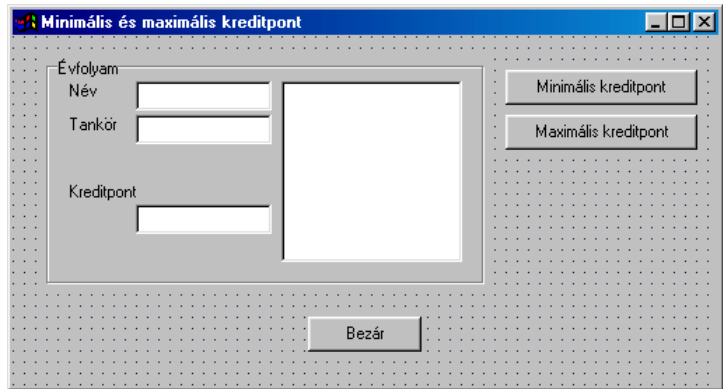 Minimális és maximális kreditpont
Évfolyam
Név
Tankör
Kreditpont
Minimális kreditpont
Maximális kreditpont
Bezár